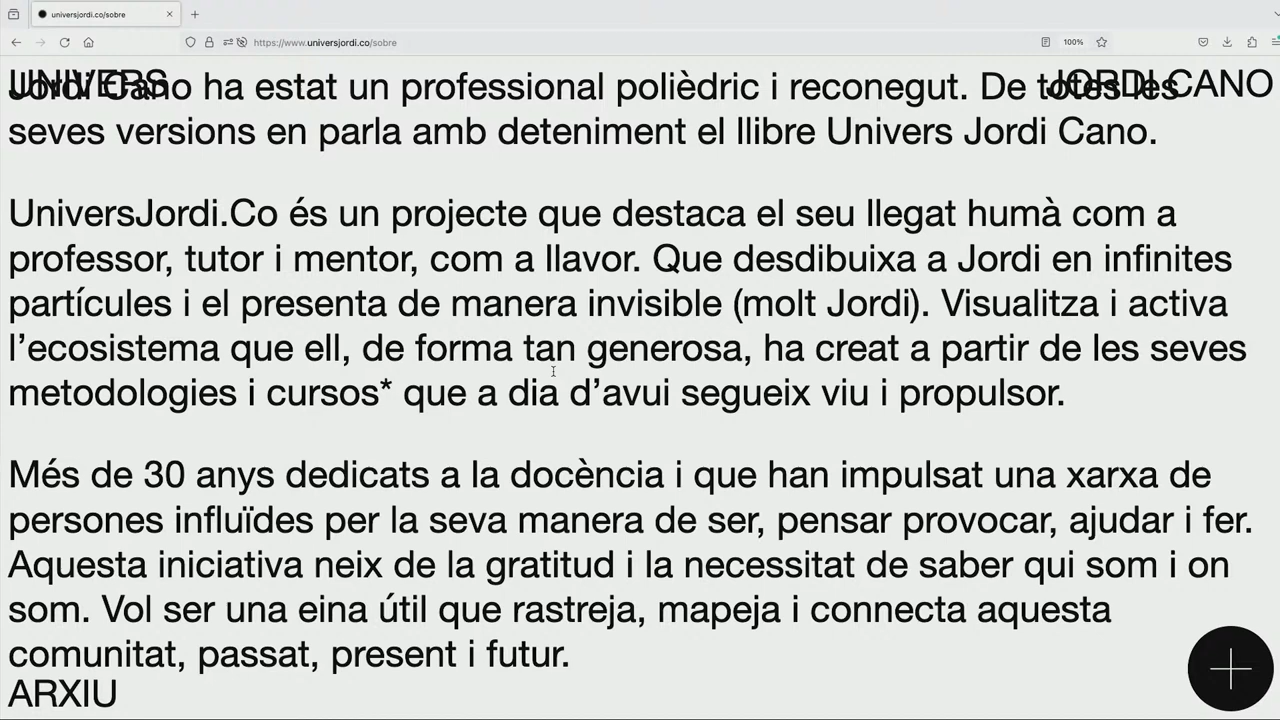 universjordi.co/sobre
https://www.universjordi.co/sobre
100%
UNIVERS
JORDI CANO
Jordi Cano ha estat un professional polièdric i reconegut. De totes les
seves versions en parla amb deteniment el llibre Univers Jordi Cano.
UniversJordi.Co és un projecte que destaca el seu llegat humà com a
professor, tutor i mentor, com a llavor. Que desdibuixa a Jordi en infinites
partícules i el presenta de manera invisible (molt Jordi). Visualitza i activa
l’ecosistema que ell, de forma tan generosa, ha creat a partir de les seves
metodologies i cursos* que a dia d’avui segueix viu i propulsor.
Més de 30 anys dedicats a la docència i que han impulsat una xarxa de
persones influïdes per la seva manera de ser, pensar provocar, ajudar i fer.
Aquesta iniciativa neix de la gratitud i la necessitat de saber qui som i on
som. Vol ser una eina útil que rastreja, mapeja i connecta aquesta
comunitat, passat, present i futur.
ARXIU